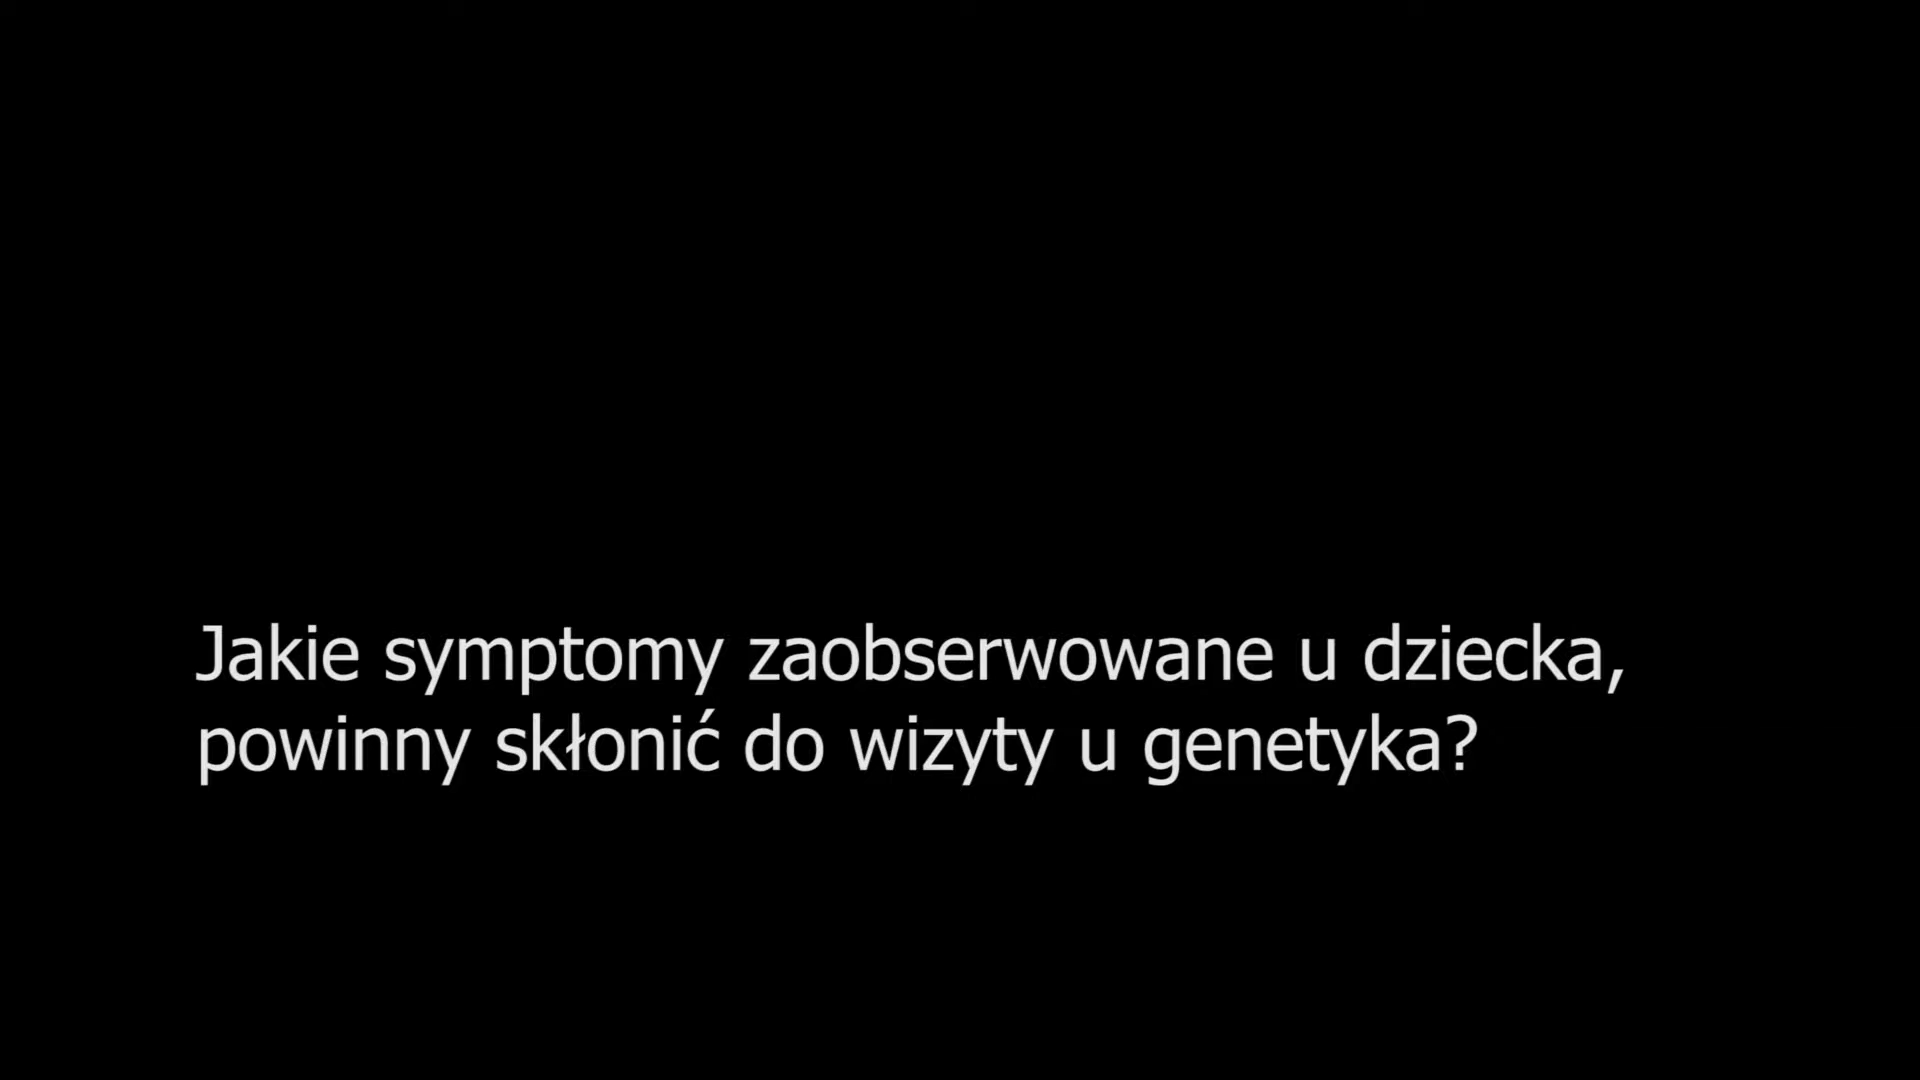 Jakie symptomy zaobserwowane u dziecka,
powinny skłonić do wizyty u genetyka?